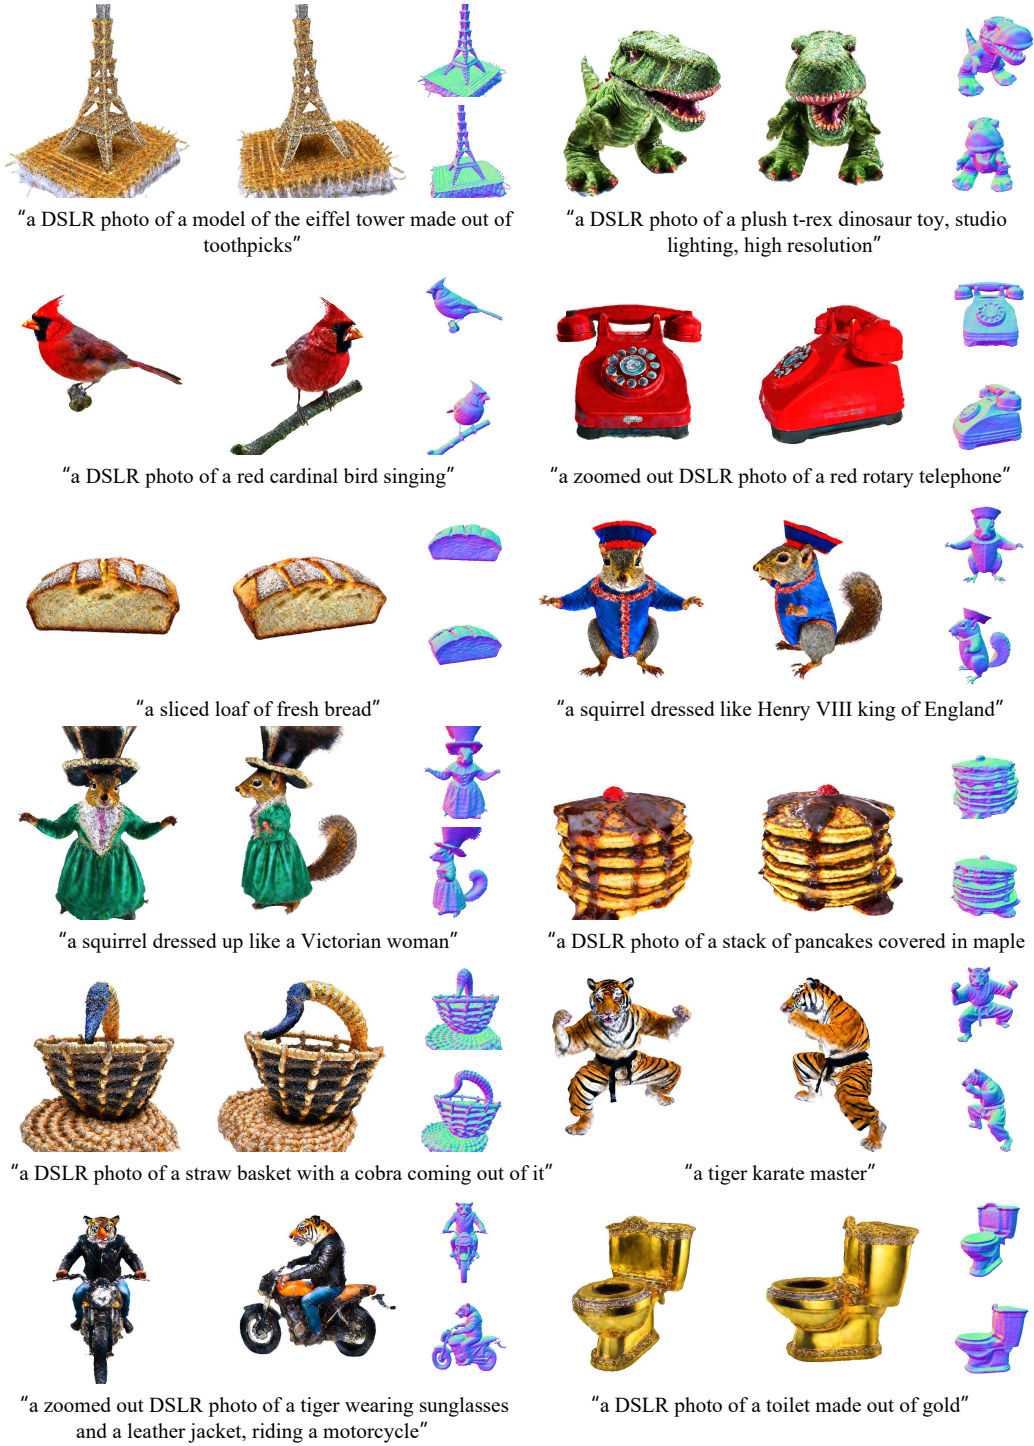 "a DSLR photo of a model of the eiffel tower made out of
toothpicks"
"a DSLR photo of a plush t-rex dinosaur toy, studio
lighting, high resolution"
"a DSLR photo of a red cardinal bird singing"
"a zoomed out DSLR photo of a red rotary telephone"
"a sliced loaf of fresh bread"
"a squirrel dressed like Henry VIII king of England"
"a squirrel dressed up like a Victorian woman"
"a DSLR photo of a stack of pancakes covered in maple
"a DSLR photo of a straw basket with a cobra coming out of it"
"a tiger karate master"
"a zoomed out DSLR photo of a tiger wearing sunglasses
and a leather jacket, riding a motorcycle"
"a DSLR photo of a toilet made out of gold"